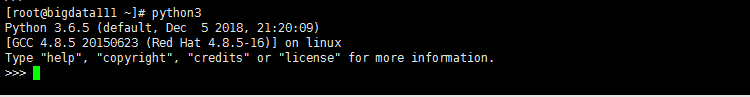 [root@bigdata111 ~]# python3
Python 3.6.5 (default, Dec  5 2018, 21:20:09)
[GCC 4.8.5 20150623 (Red Hat 4.8.5-16)] on linux
Type "help", "copyright", "credits" or "license" for more information.
>>>